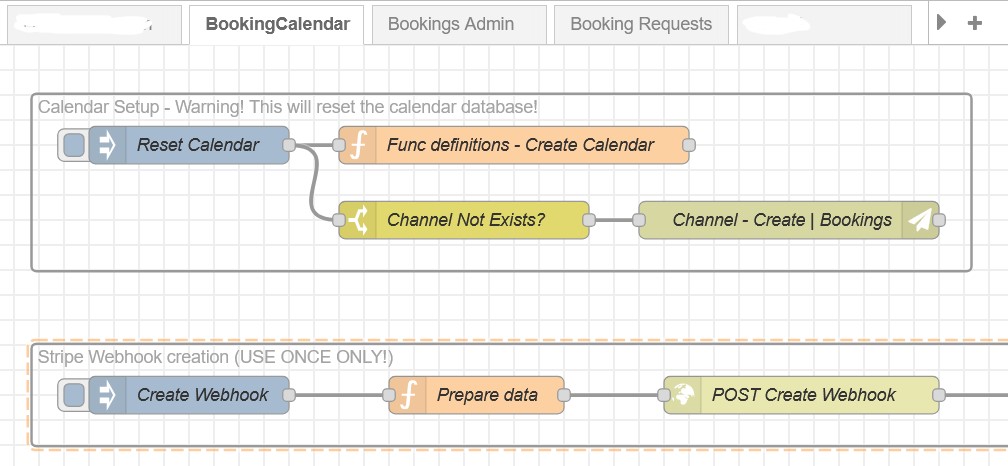 BookingCalendar
Bookings Admin
Booking Requests
Calendar Setup - Warning! This will reset the calendar database!
Reset Calendar
Func definitions - Create Calendar
Channel Not Exists?
Channel - Create | Bookings
Stripe Webhook creation (USE ONCE ONLY!)
Create Webhook
Prepare data
POST Create Webhook